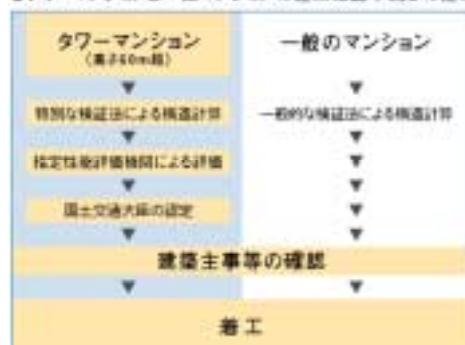 タワーマンション
(高さ60m超)
一般のマンション
特別な検証法による構造計算
一般的な検証法による構造計算
指定性能評価機関による評価
国土交通大臣の認定
建築主事等の確認
着工